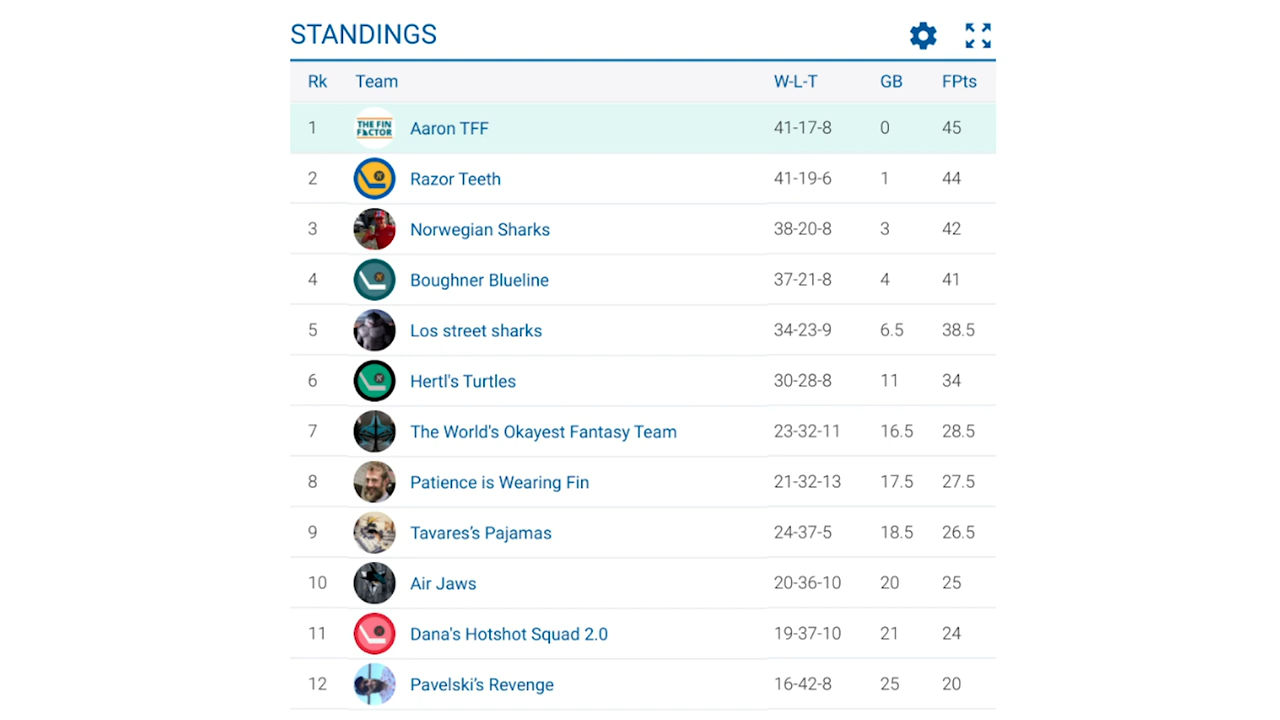 STANDINGS
Rk Team W-L-T GB FPts
1 THE FIN FACTOR Aaron TFF 41-17-8 0 45
2 Razor Teeth 41-19-6 1 44
3 Norwegian Sharks 38-20-8 3 42
4 Boughner Blueline 37-21-8 4 41
5 Los street sharks 34-23-9 6.5 38.5
6 Hertl's Turtles 30-28-8 11 34
7 The World's Okayest Fantasy Team 23-32-11 16.5 28.5
8 Patience is Wearing Fin 21-32-13 17.5 27.5
9 Tavares’s Pajamas 24-37-5 18.5 26.5
10 Air Jaws 20-36-10 20 25
11 Dana's Hotshot Squad 2.0 19-37-10 21 24
12 Pavelski’s Revenge 16-42-8 25 20